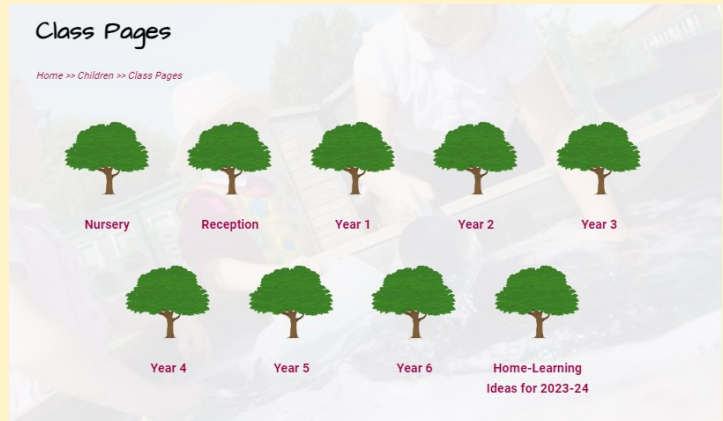 Class Pages
Home >> Children >> Class Pages
Nursery
Reception
Year 1
Year 2
Year 3
Year 4
Year 5
Year 6
Home-Learning
Ideas for 2023-24